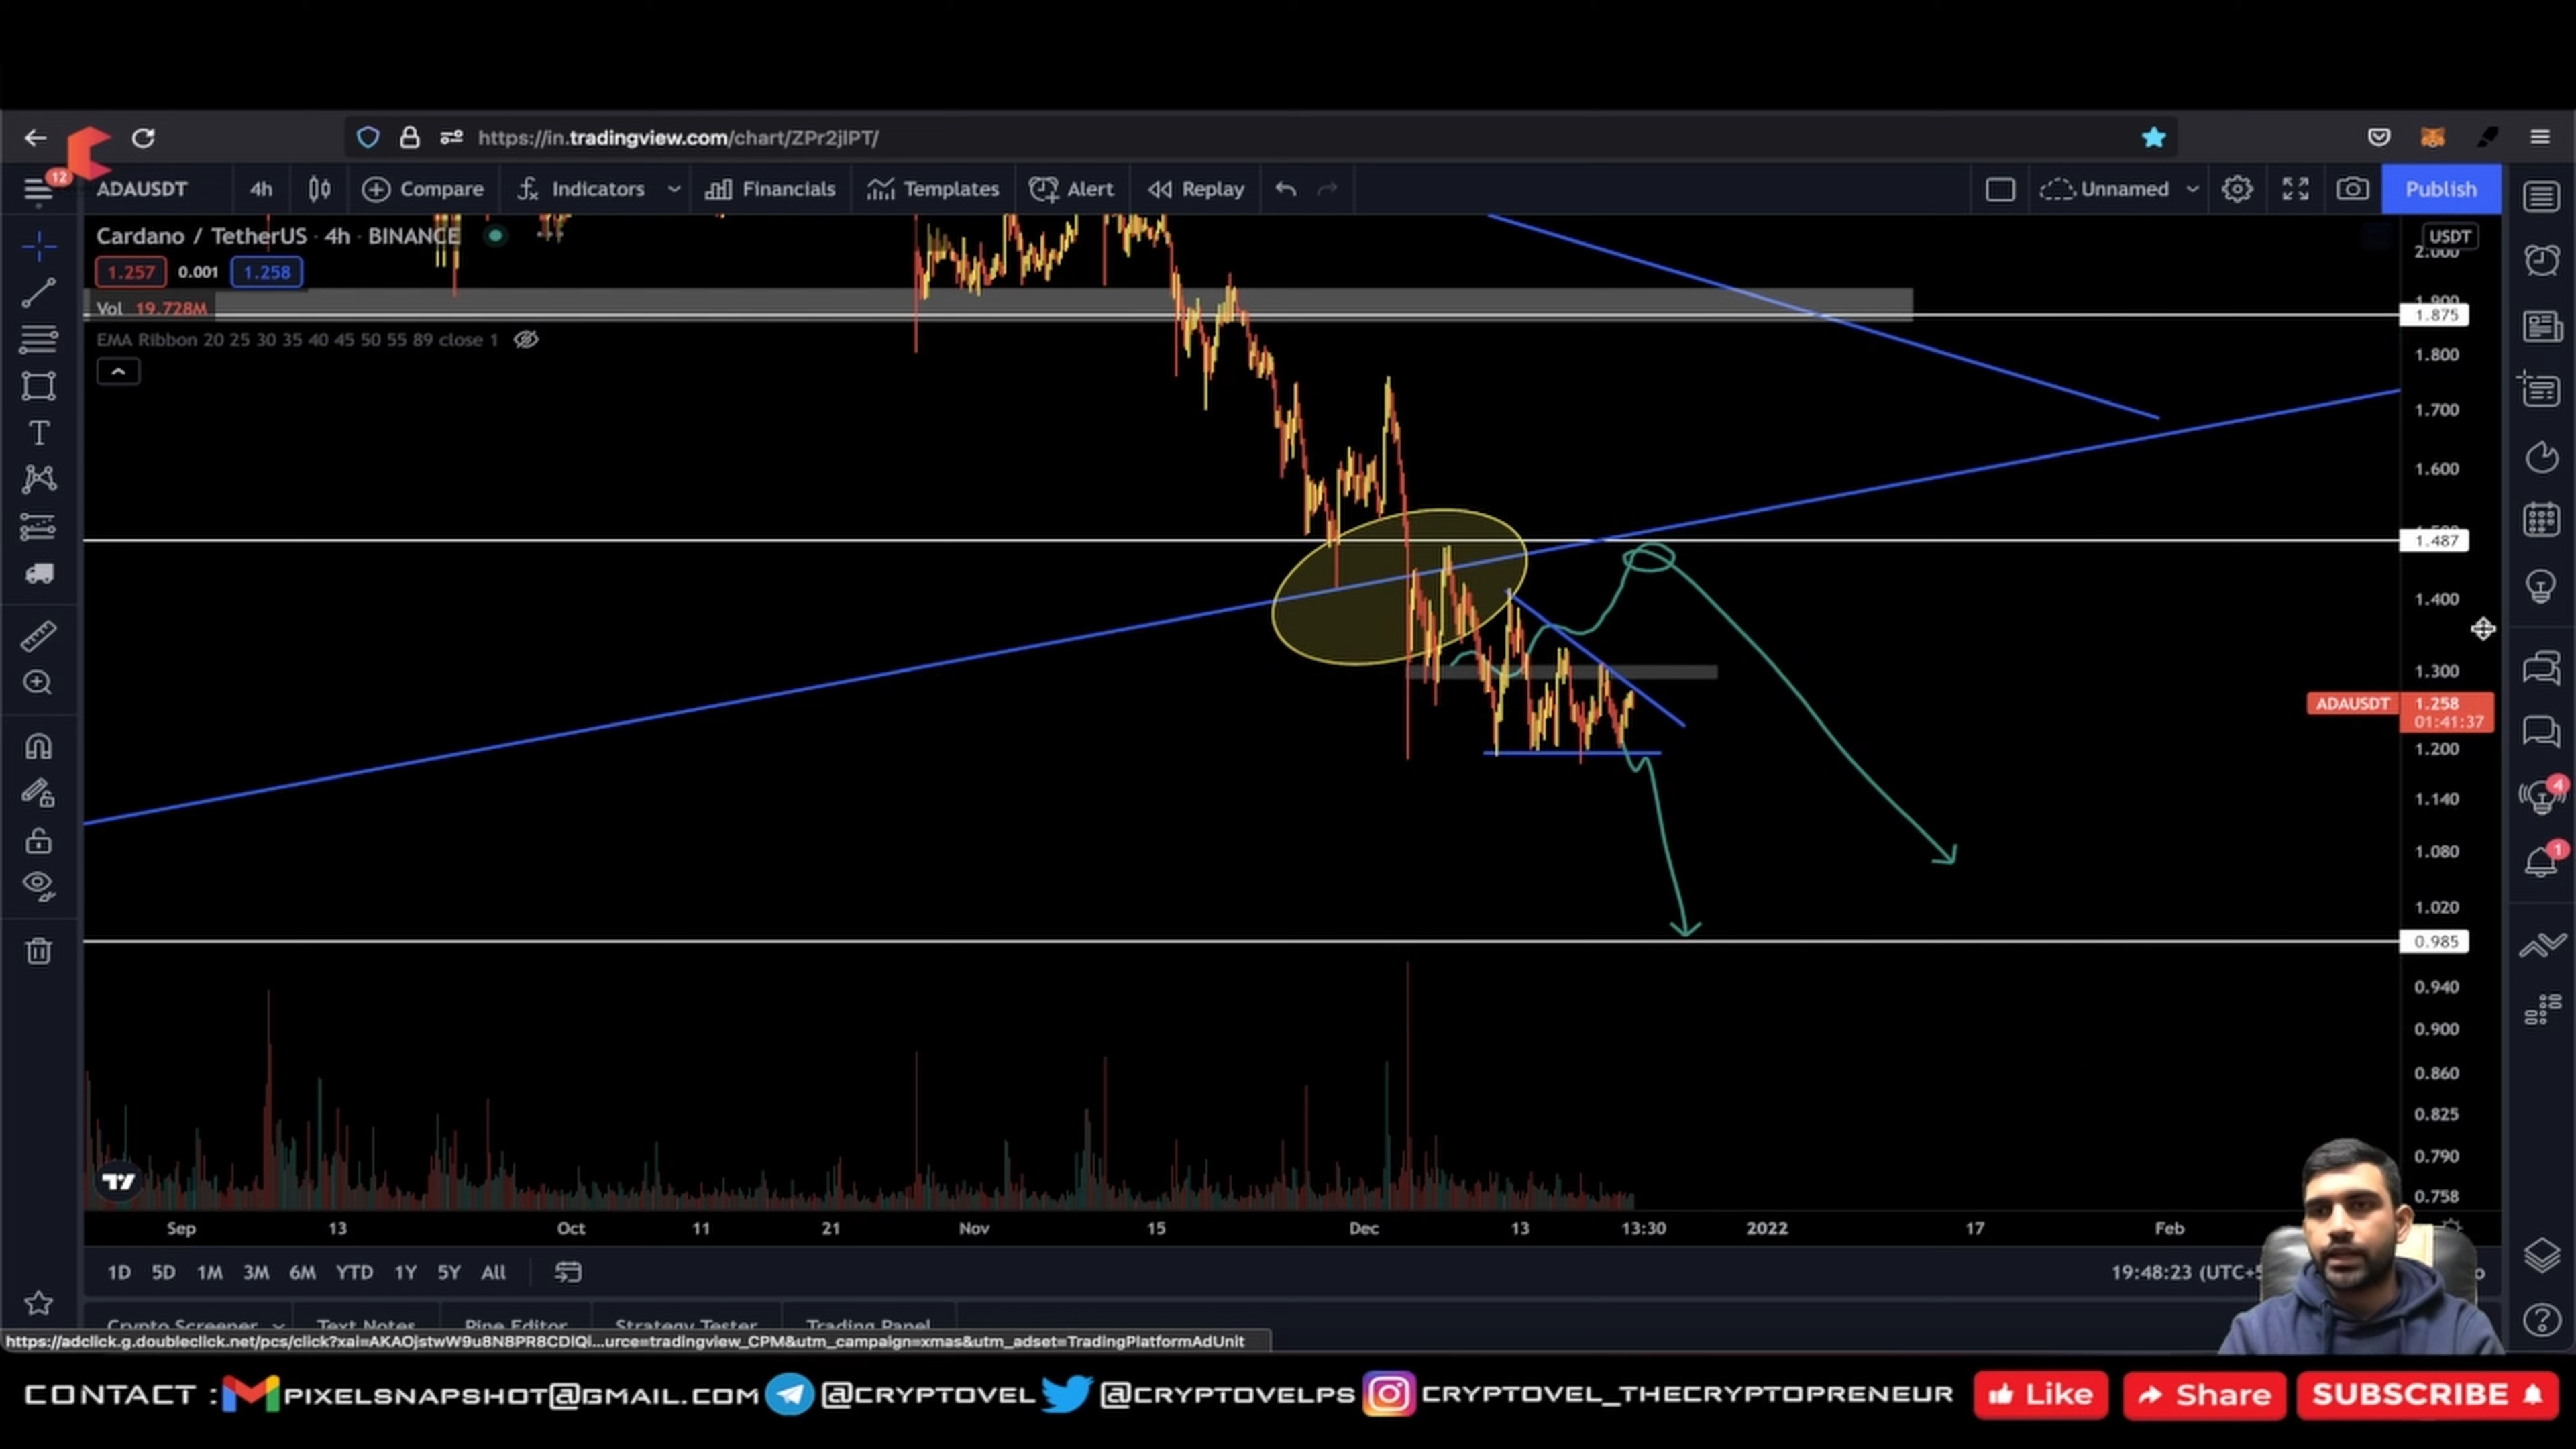 https://in.tradingview.com/chart/ZPr2jlPT/
12
ADAUSDT 4h Compare Indicators Financials Templates Alert Replay Unnamed Publish
Cardano / TetherUS · 4h · BINANCE
USDT
2.000
1.257 0.001 1.258
Vol 19.728M
1.900
1.875
EMA Ribbon 20 25 30 35 40 45 50 55 89 close 1
1.800
1.700
1.600
1.487
1.400
1.300
ADAUSDT 1.258
01:41:37
1.200
4
1.140
1
1.080
1.020
0.985
0.940
0.900
0.860
0.825
0.790
0.758
Sep 13 Oct 11 21 Nov 15 Dec 13 13:30 2022 17 Feb
1D 5D 1M 3M 6M YTD 1Y 5Y All
19:48:23 (UTC+5
Crypto Screener Text Notes Pine Editor Strategy Tester Trading Panel
https://adclick.g.doubleclick.net/pcs/click?xai=AKAOjstwW9u8N8PR8CDlQi...urce=tradingview_CPM&utm_campaign=xmas&utm_adset=TradingPlatformAdUnit
CONTACT : PIXELSNAPSHOT@GMAIL.COM @CRYPTOVEL @CRYPTOVELPS CRYPTOVEL_THECRYPTOPRENEUR Like Share SUBSCRIBE